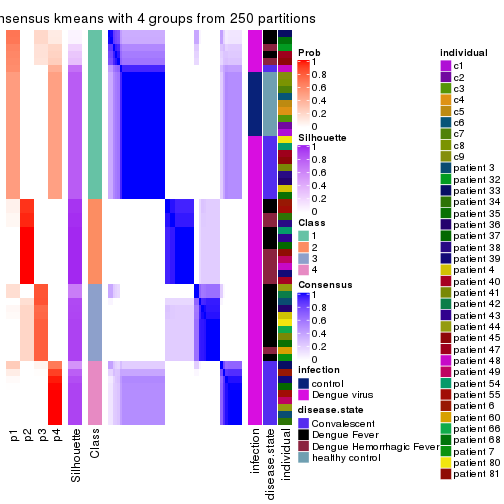 nsensus kmeans with 4 groups from 250 partitions
p1
p2
p3
p4
Silhouette
Class
infection
disease.state
individual
Prob
1
0.8
0.6
0.4
0.2
0
Silhouette
1
0.8
0.6
0.4
0.2
0
Class
1
2
3
4
Consensus
1
0.8
0.6
0.4
0.2
0
infection
control
Dengue virus
disease.state
Convalescent
Dengue Fever
Dengue Hemorrhagic Fever
healthy control
individual
c1
c2
c3
c4
c5
c6
c7
c8
c9
patient 3
patient 32
patient 33
patient 34
patient 35
patient 36
patient 37
patient 38
patient 39
patient 4
patient 40
patient 41
patient 42
patient 43
patient 44
patient 45
patient 47
patient 48
patient 49
patient 54
patient 55
patient 6
patient 60
patient 66
patient 68
patient 7
patient 80
patient 81